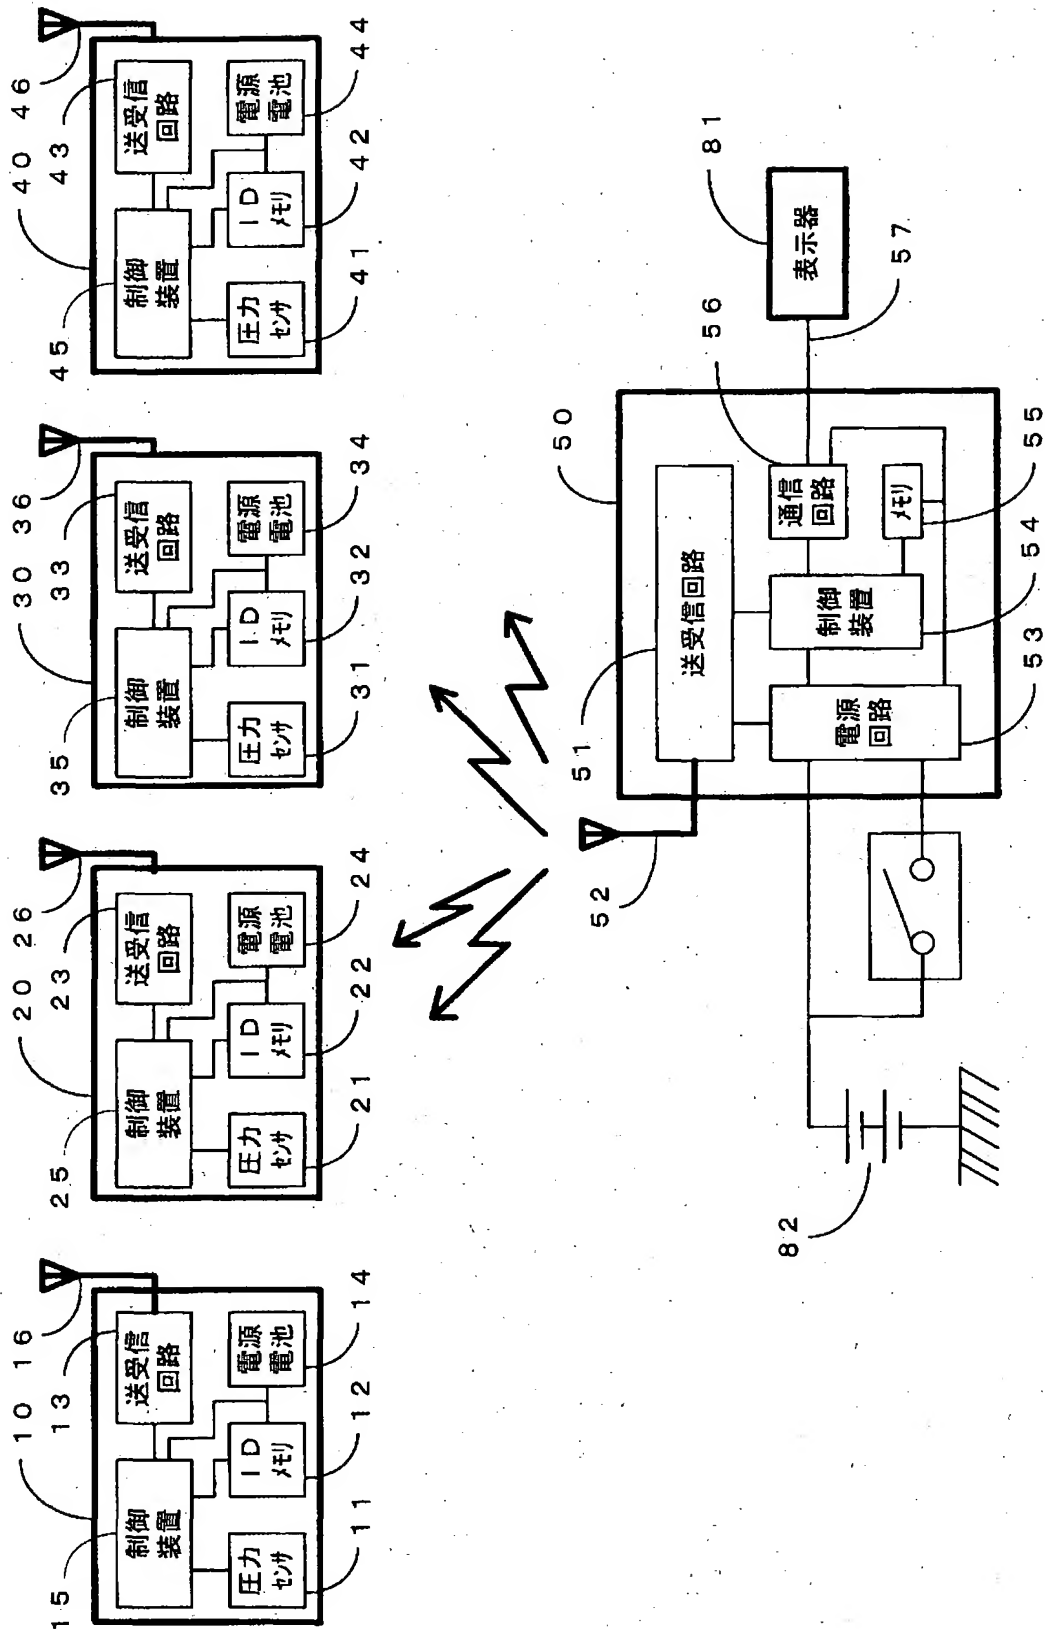 10
16
13
15
送受信
回路
制御
装置
電源
電池
IDメモリ
圧力
センサ
14
12
11
20
26
23
25
送受信
回路
制御
装置
電源
電池
IDメモリ
圧力
センサ
24
22
21
30
36
33
35
送受信
回路
制御
装置
電源
電池
IDメモリ
圧力
センサ
34
32
31
40
46
43
45
送受信
回路
制御
装置
電源
電池
IDメモリ
圧力
センサ
44
42
41
50
51
52
送受信回路
56
通信
回路
メモリ
55
制御
装置
54
電源
回路
53
表示器
81
57
82